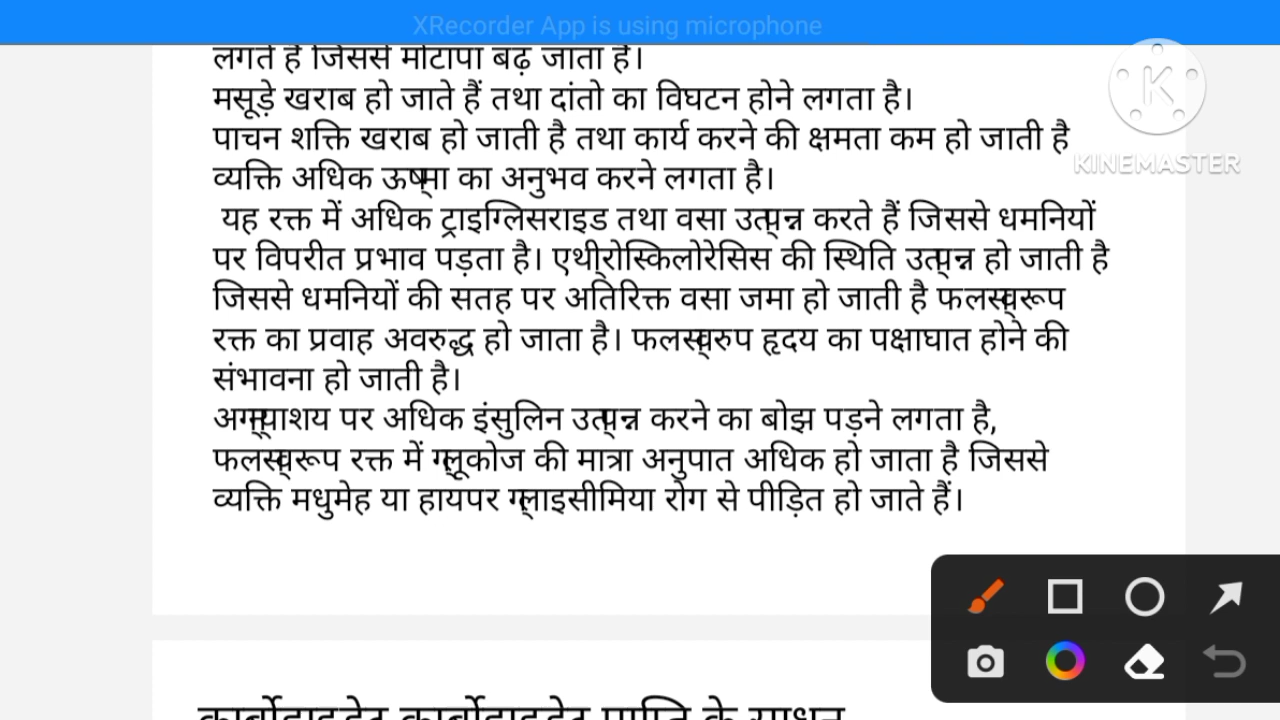 XRecorder App is using microphone
लगते हैं जिससे मोटापा बढ़ जाता है।
मसूड़े खराब हो जाते हैं तथा दांतो का विघटन होने लगता है।
पाचन शक्ति खराब हो जाती है तथा कार्य करने की क्षमता कम हो जाती है
KINEMASTER
व्यक्ति अधिक ऊष्मा का अनुभव करने लगता है।
यह रक्त में अधिक ट्राइग्लिसराइड तथा वसा उत्पन्न करते हैं जिससे धमनियों
पर विपरीत प्रभाव पड़ता है। एथीरोस्किलोरेसिस की स्थिति उत्पन्न हो जाती है
जिससे धमनियों की सतह पर अतिरिक्त वसा जमा हो जाती है फलस्वरूप
रक्त का प्रवाह अवरुद्ध हो जाता है। फलस्वरुप हृदय का पक्षाघात होने की
संभावना हो जाती है।
अग्न्याशय पर अधिक इंसुलिन उत्पन्न करने का बोझ पड़ने लगता है,
फलस्वरूप रक्त में ग्लूकोज की मात्रा अनुपात अधिक हो जाता है जिससे
व्यक्ति मधुमेह या हायपर ग्लाइसीमिया रोग से पीड़ित हो जाते हैं।
कार्बोहाइड्रेट कार्बोहाइड्रेट प्राप्ति के साधन